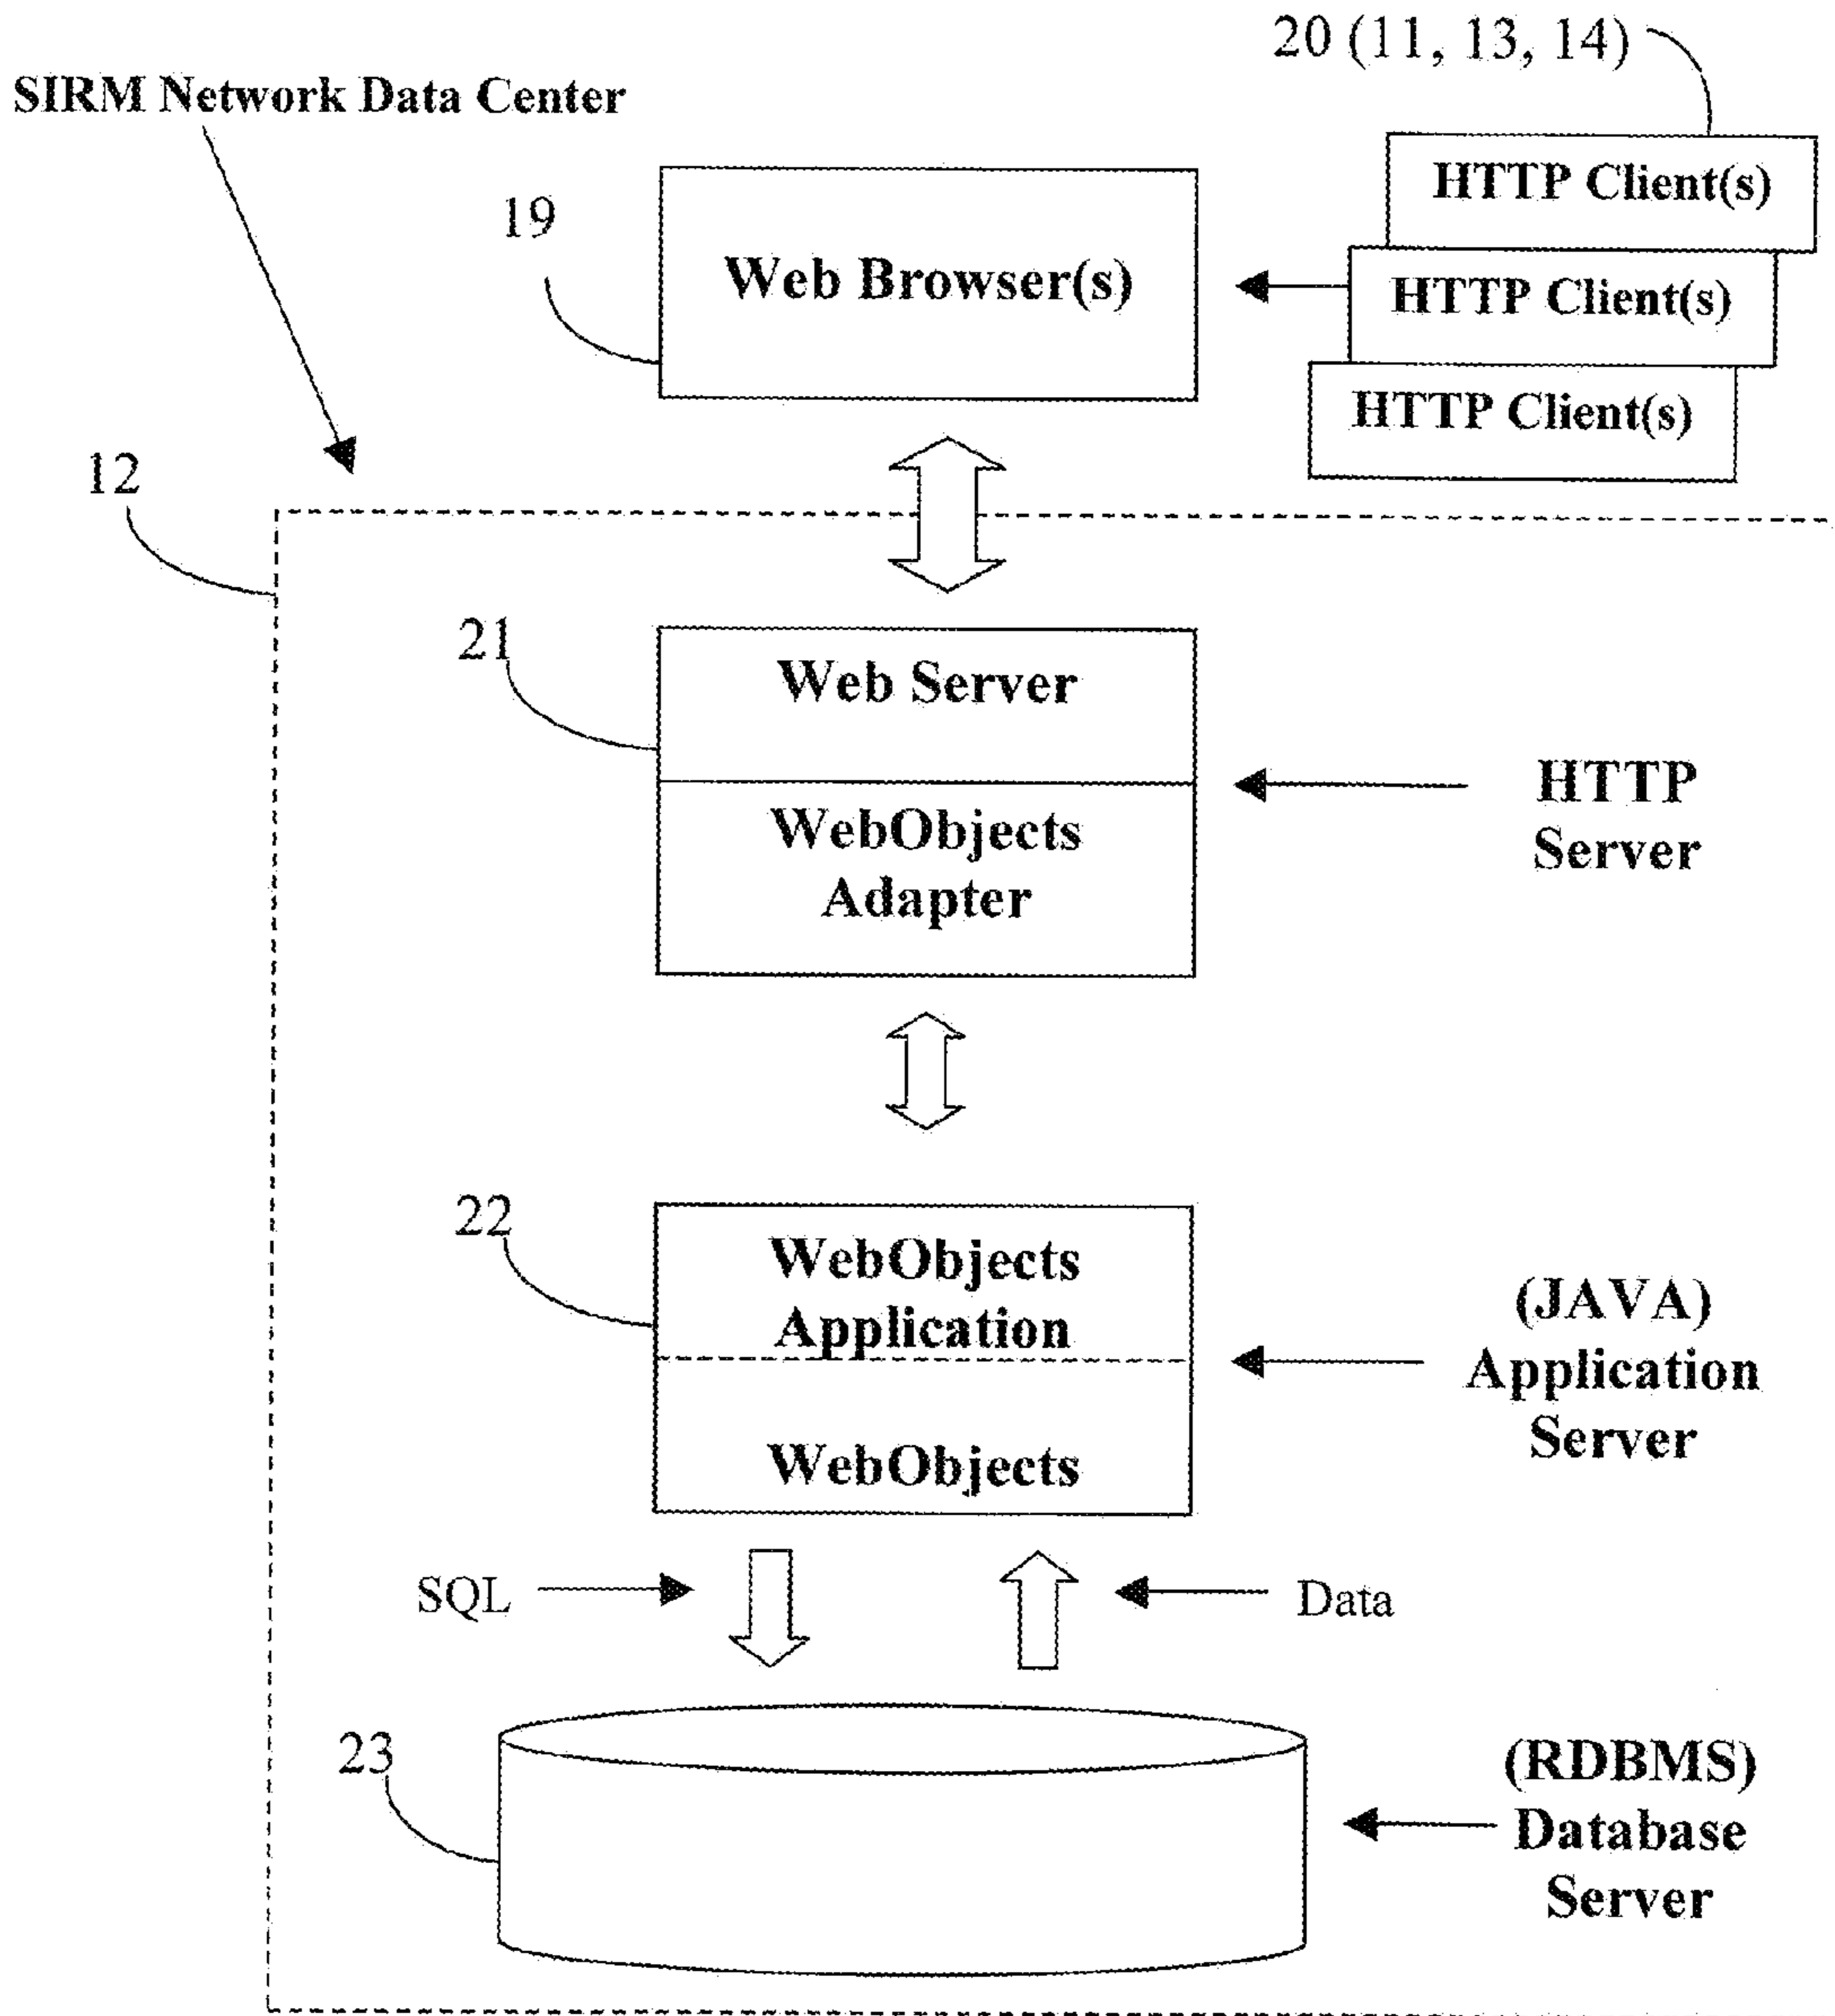 20 (11, 13, 14)
SIRM Network Data Center
HTTP Client(s)
19
Web Browser(s)
HTTP Client(s)
HTTP Client(s)
12
21
Web Server
WebObjects
Adapter
HTTP
Server
22
WebObjects
Application
WebObjects
(JAVA)
Application
Server
SQL
Data
23
(RDBMS)
Database
Server